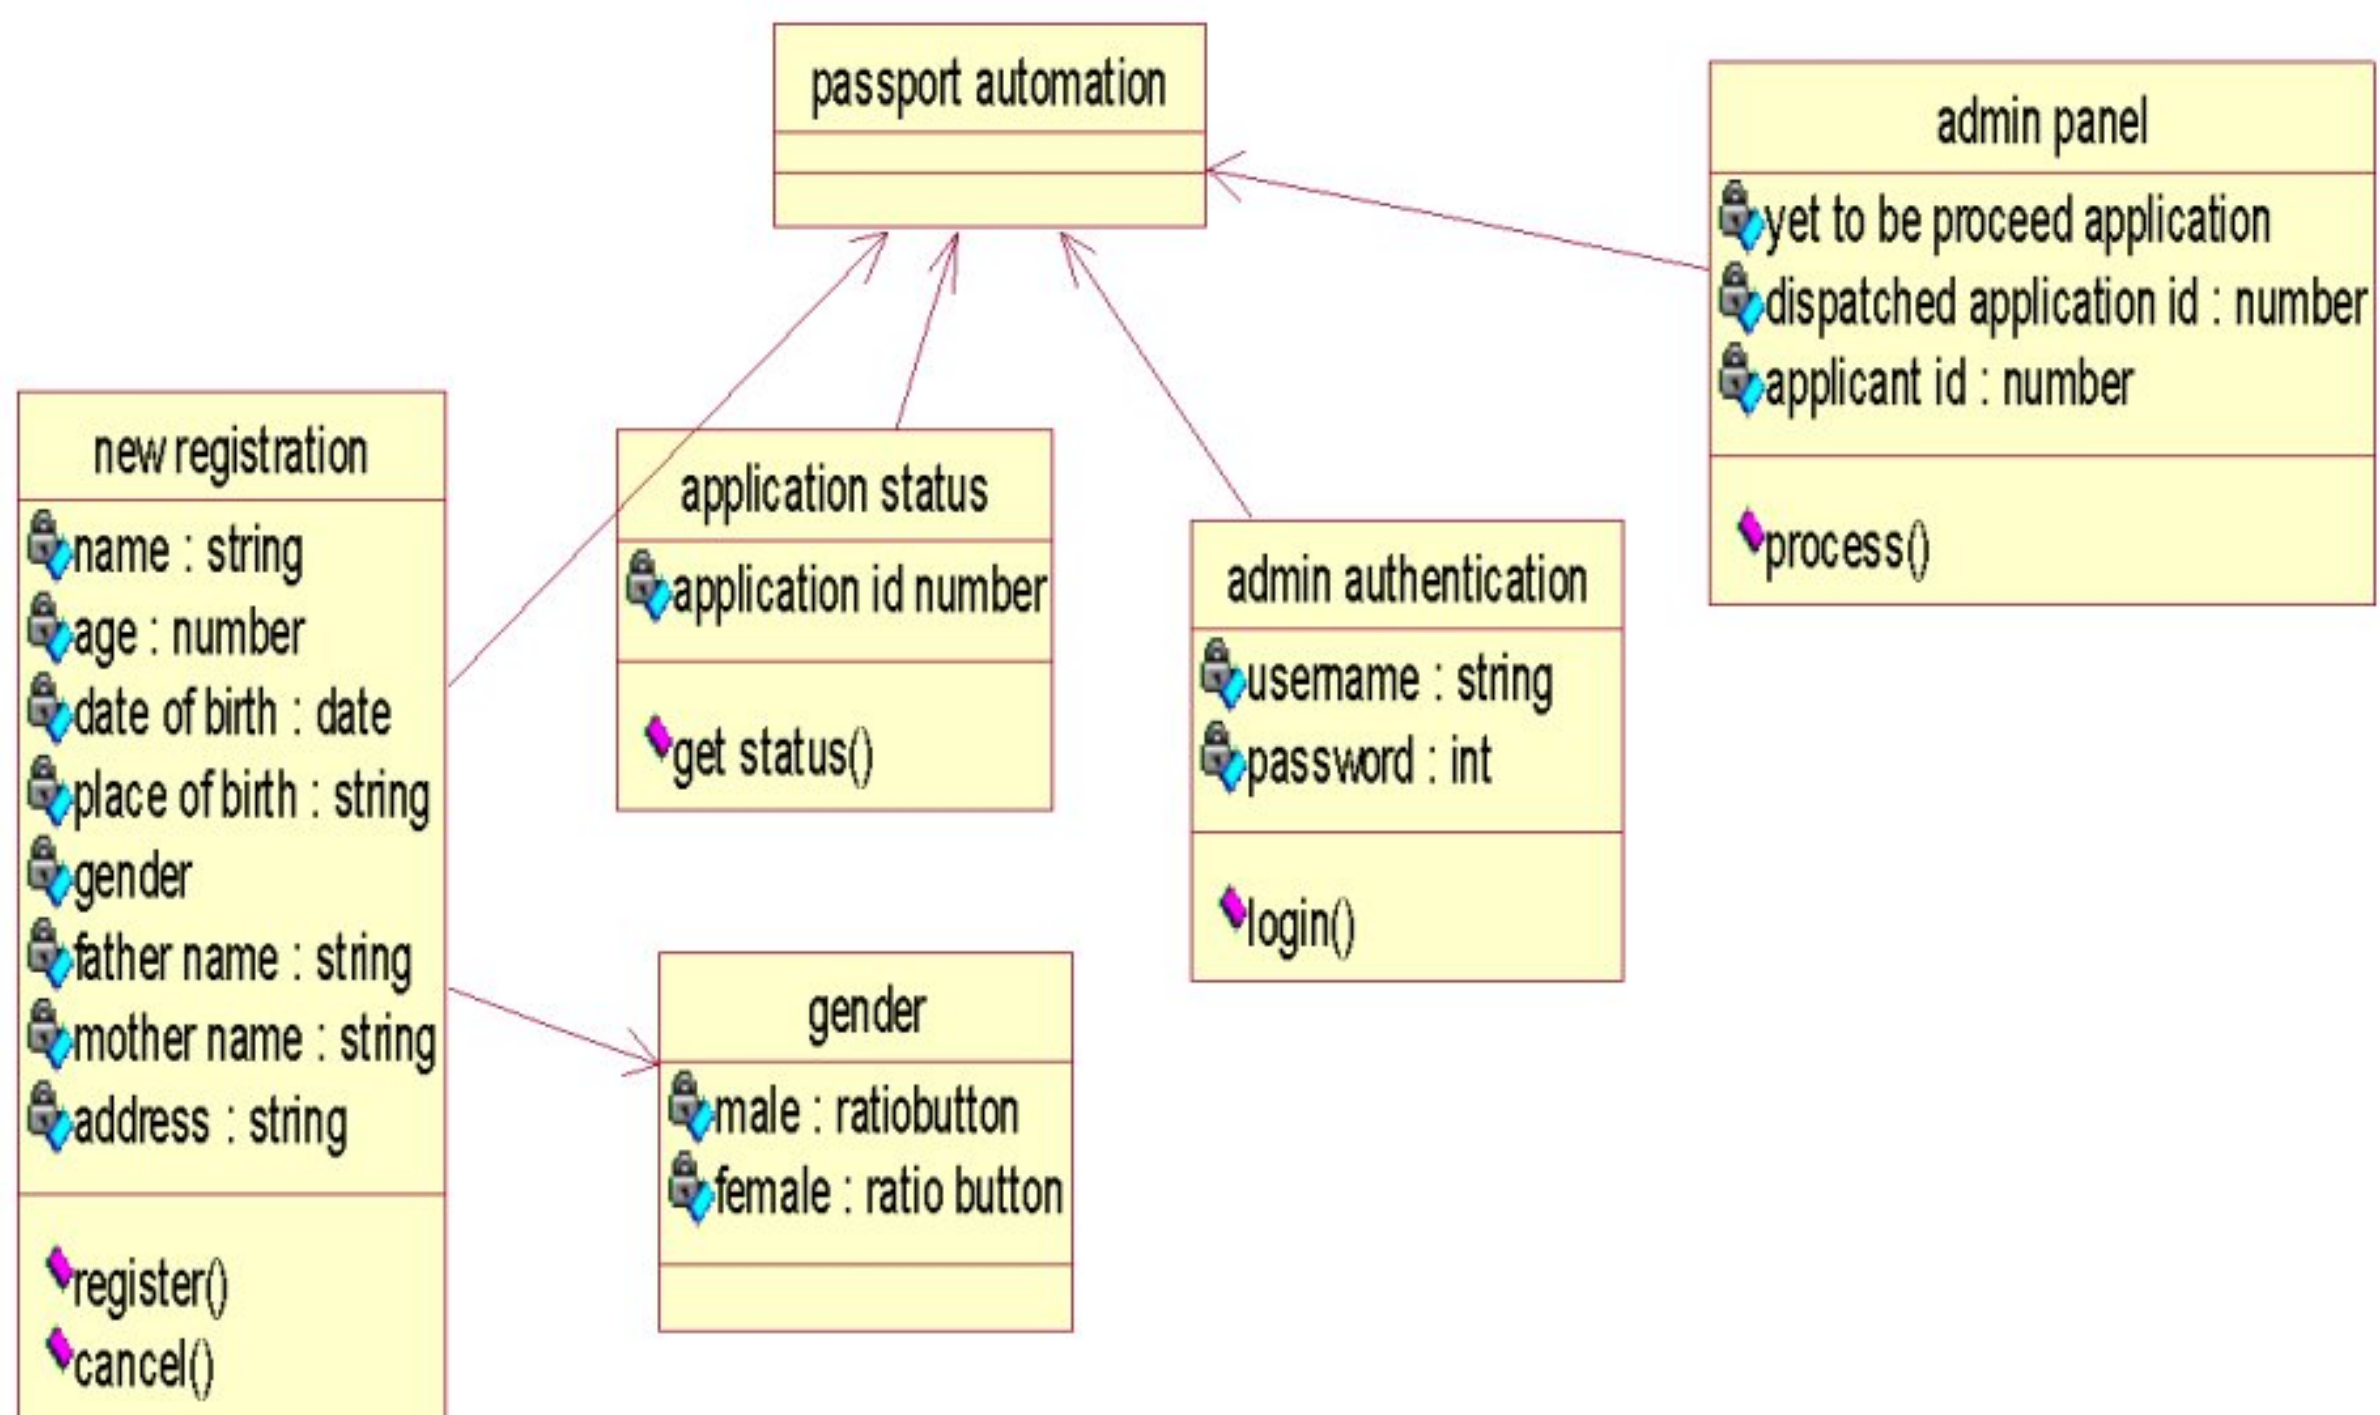 passport automation
admin panel
yet to be proceed application
dispatched application id : number
applicant id : number
process()
new registration
name : string
age : number
date of birth : date
place of birth : string
gender
father name : string
mother name : string
address : string
register()
cancel()
application status
application id number
get status()
admin authentication
username : string
password : int
login()
gender
male : ratiobutton
female : ratio button